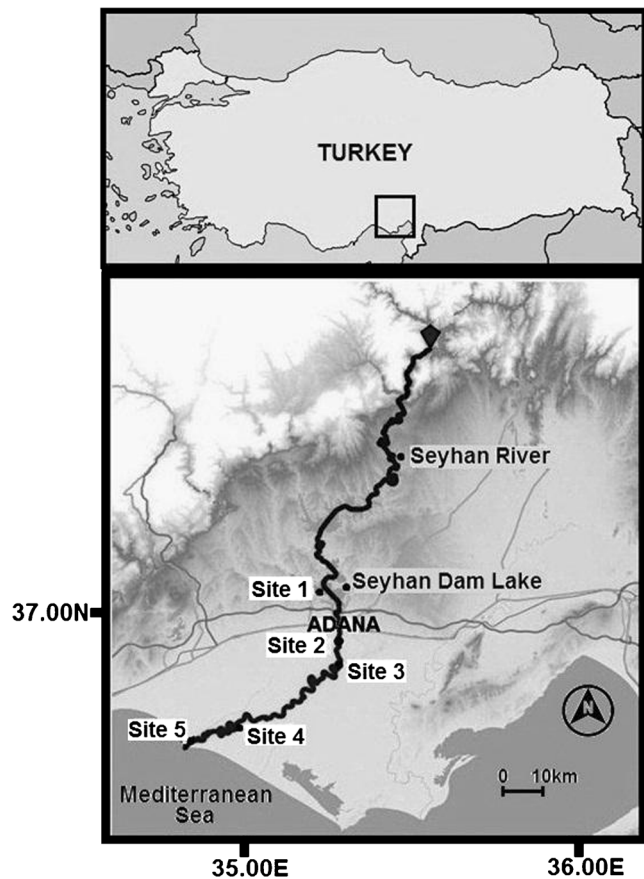 TURKEY
Seyhan River
Site 1
Seyhan Dam Lake
37.00N
ADANA
Site 2
Site 3
Site 5
Site 4
N
0 10km
Mediterranean
Sea
35.00E
36.00E